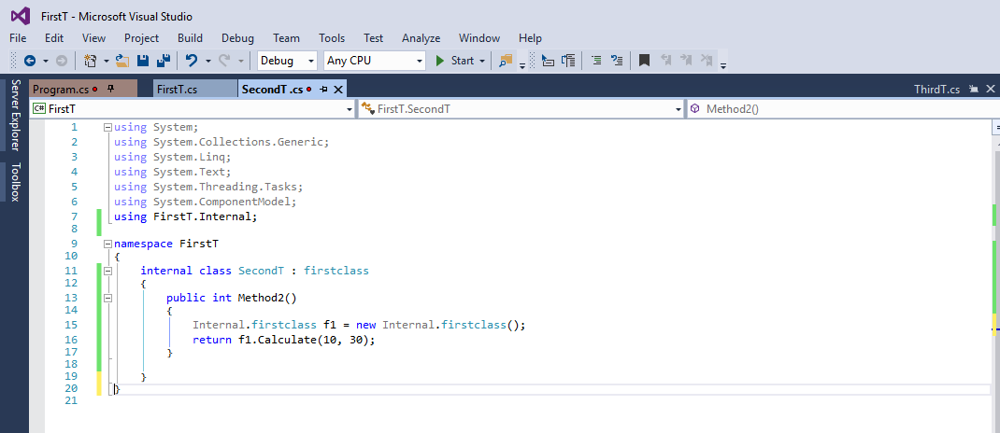 FirstT - Microsoft Visual Studio
File Edit View Project Build Debug Team Tools Test Analyze Window Help
Debug Any CPU Start
Server Explorer
Toolbox
Program.cs FirstT.cs SecondT.cs ThirdT.cs
C# FirstT FirstT.SecondT Method2()
1 using System;
2 using System.Collections.Generic;
3 using System.Linq;
4 using System.Text;
5 using System.Threading.Tasks;
6 using System.ComponentModel;
7 using FirstT.Internal;
8
9 namespace FirstT
10 {
11 internal class SecondT : firstclass
12 {
13 public int Method2()
14 {
15 Internal.firstclass f1 = new Internal.firstclass();
16 return f1.Calculate(10, 30);
17 }
18
19 }
20 }
21